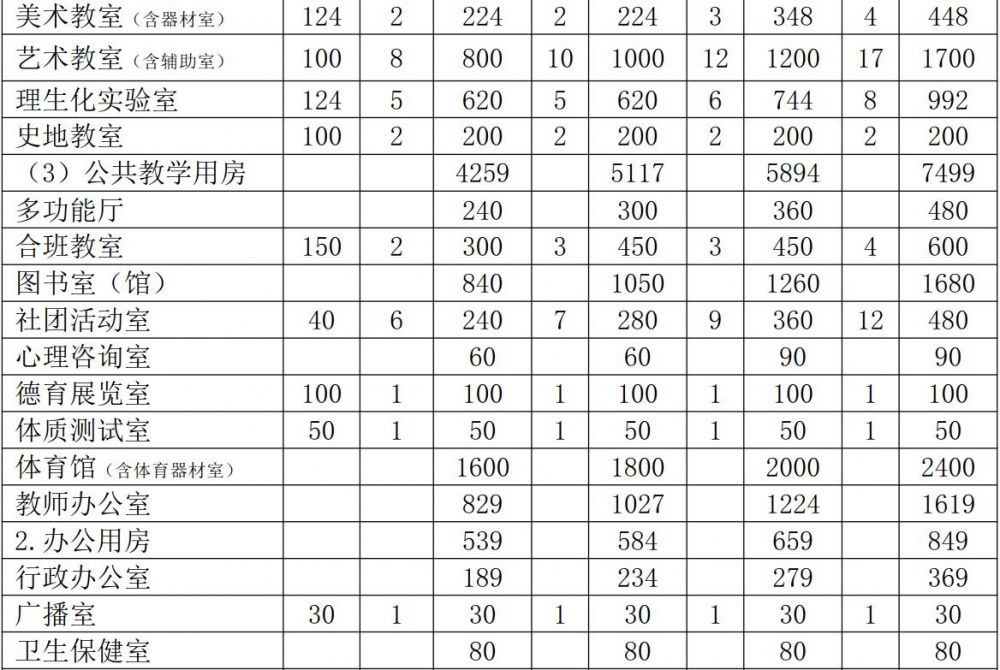 美术教室（含器材室） 124 2 224 2 224 3 348 4 448
艺术教室（含辅助室） 100 8 800 10 1000 12 1200 17 1700
理生化实验室 124 5 620 5 620 6 744 8 992
史地教室 100 2 200 2 200 2 200 2 200
（3）公共教学用房 4259 5117 5894 7499
多功能厅 240 300 360 480
合班教室 150 2 300 3 450 3 450 4 600
图书室（馆） 840 1050 1260 1680
社团活动室 40 6 240 7 280 9 360 12 480
心理咨询室 60 60 90 90
德育展览室 100 1 100 1 100 1 100 1 100
体质测试室 50 1 50 1 50 1 50 1 50
体育馆（含体育器材室） 1600 1800 2000 2400
教师办公室 829 1027 1224 1619
2.办公用房 539 584 659 849
行政办公室 189 234 279 369
广播室 30 1 30 1 30 1 30 1 30
卫生保健室 80 80 80 80